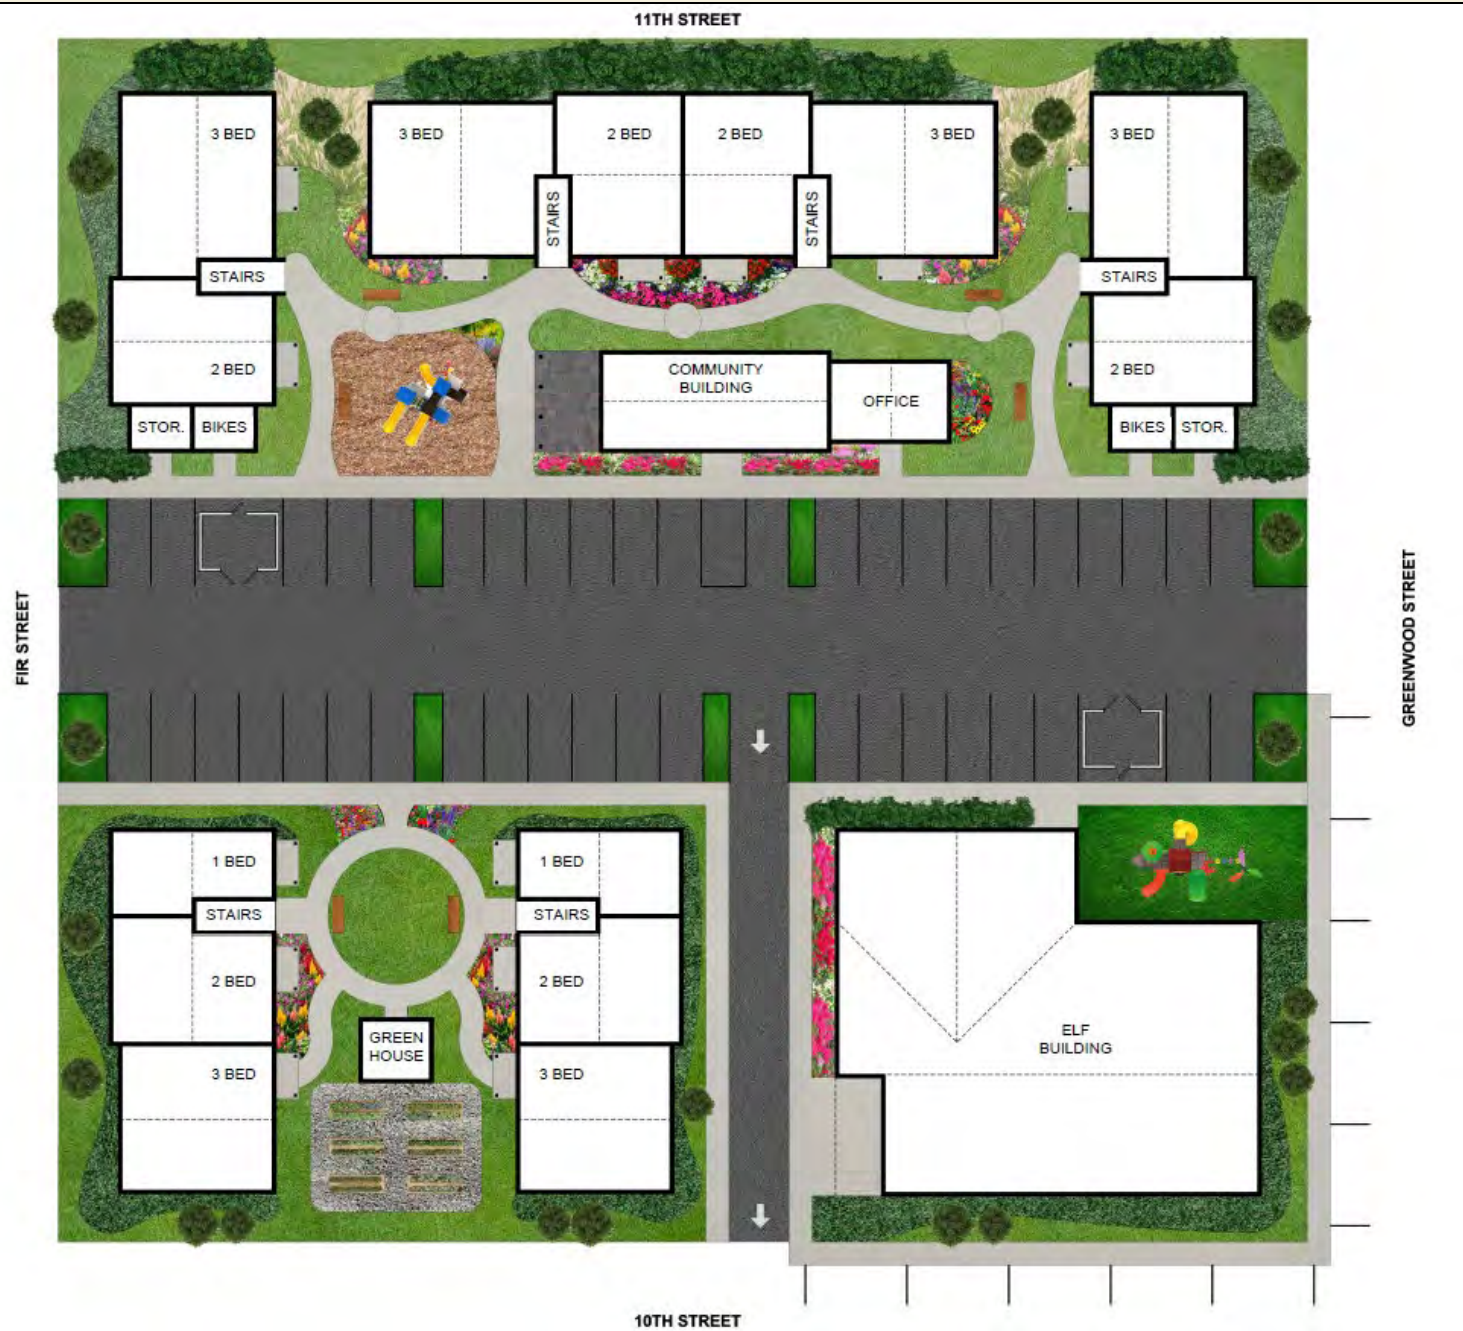 11TH STREET
3 BED
3 BED
2 BED
2 BED
3 BED
3 BED
STAIRS
STAIRS
STAIRS
STAIRS
2 BED
COMMUNITY
BUILDING
OFFICE
2 BED
STOR.
BIKES
BIKES
STOR.
FIR STREET
GREENWOOD STREET
1 BED
1 BED
STAIRS
STAIRS
2 BED
2 BED
GREEN
HOUSE
ELF
BUILDING
3 BED
3 BED
10TH STREET